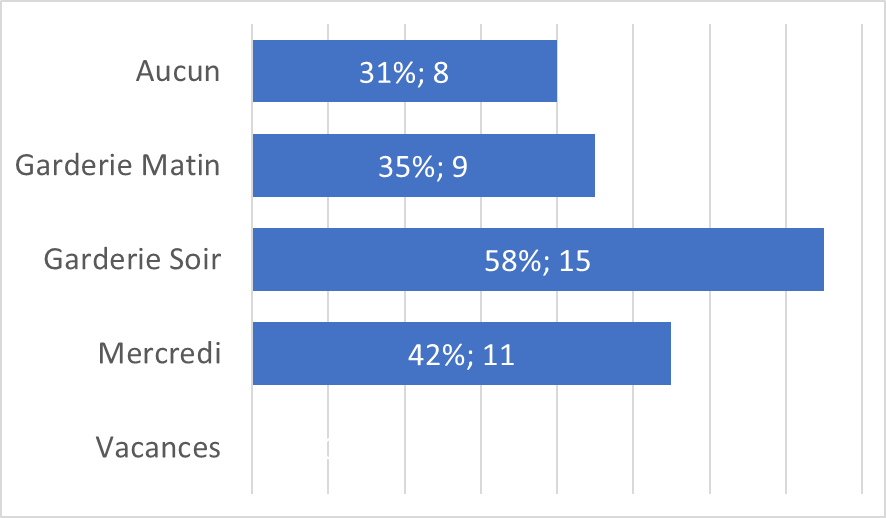 Aucun 31%; 8
Garderie Matin 35%; 9
Garderie Soir 58%; 15
Mercredi 42%; 11
Vacances